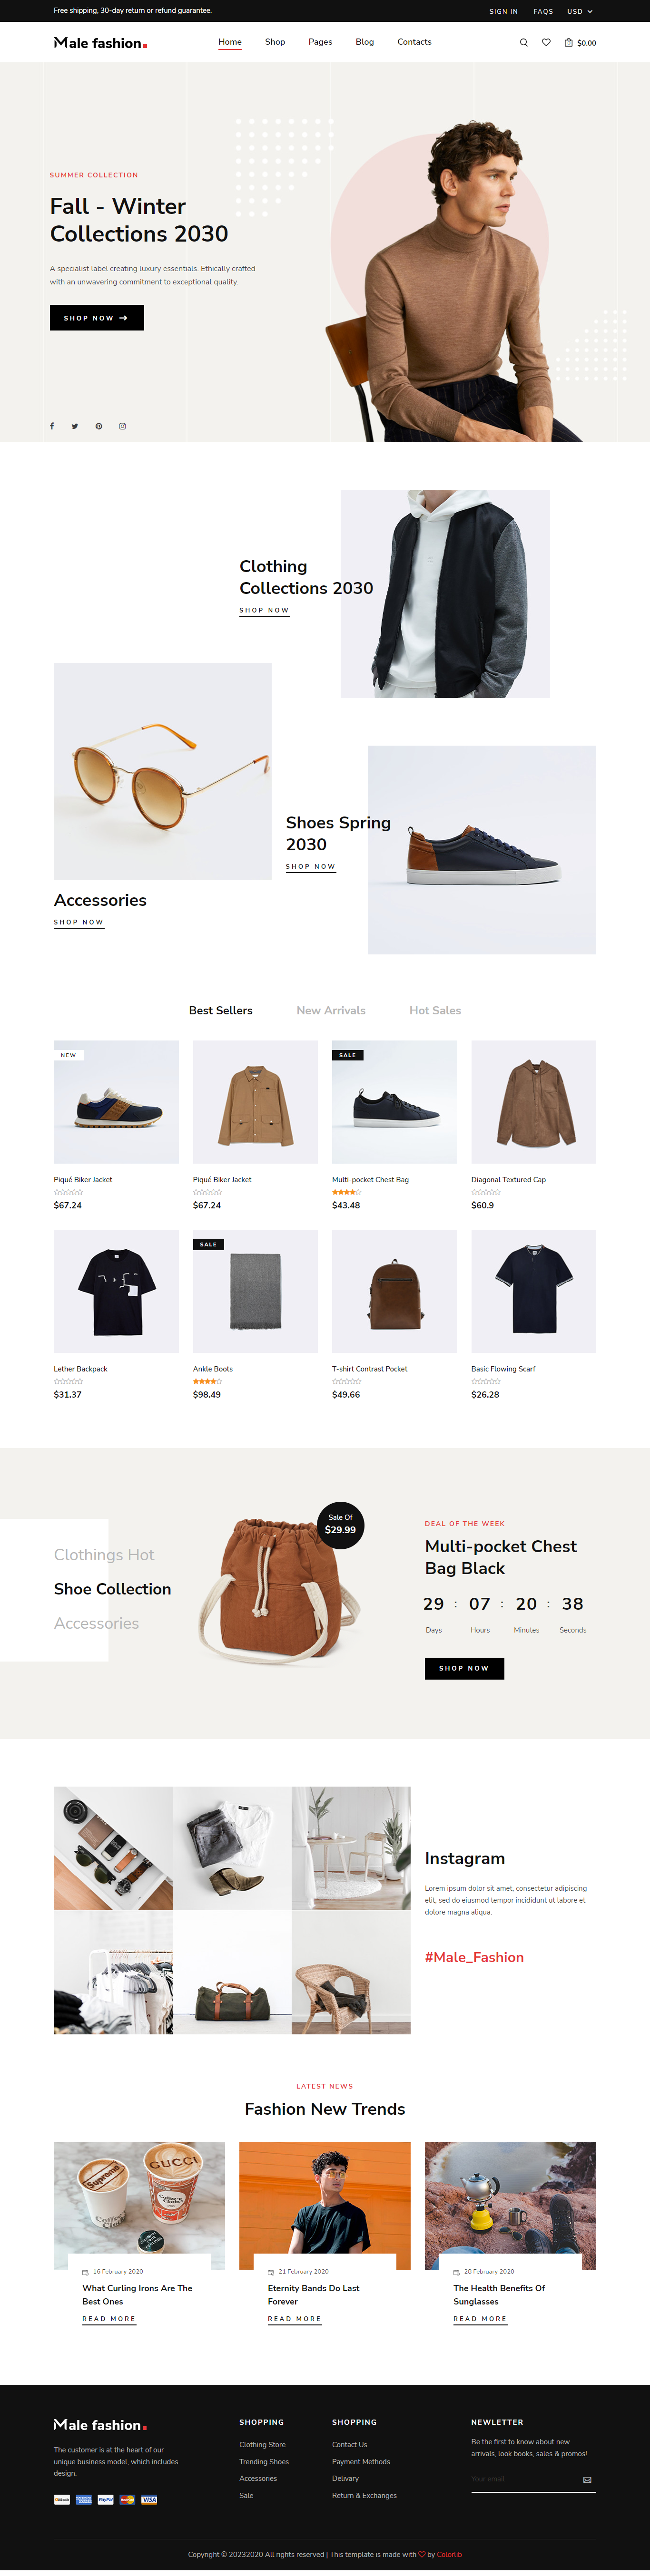 Free shipping, 30-day return or refund guarantee.
SIGN IN FAQS USD
Male fashion.
Home Shop Pages Blog Contacts
$0.00
SUMMER COLLECTION
Fall - Winter
Collections 2030
A specialist label creating luxury essentials. Ethically crafted
with an unwavering commitment to exceptional quality.
SHOP NOW
Clothing
Collections 2030
SHOP NOW
Shoes Spring
2030
SHOP NOW
Accessories
SHOP NOW
Best Sellers New Arrivals Hot Sales
NEW
SALE
Piqué Biker Jacket
$67.24
Piqué Biker Jacket
$67.24
Multi-pocket Chest Bag
$43.48
Diagonal Textured Cap
$60.9
SALE
Lether Backpack
$31.37
Ankle Boots
$98.49
T-shirt Contrast Pocket
$49.66
Basic Flowing Scarf
$26.28
Clothings Hot
Shoe Collection
Accessories
Sale Of
$29.99
DEAL OF THE WEEK
Multi-pocket Chest
Bag Black
29 : 07 : 20 : 38
Days Hours Minutes Seconds
SHOP NOW
Instagram
Lorem ipsum dolor sit amet, consectetur adipiscing
elit, sed do eiusmod tempor incididunt ut labore et
dolore magna aliqua.
#Male_Fashion
LATEST NEWS
Fashion New Trends
Supreme
GUCCI
16 February 2020
What Curling Irons Are The
Best Ones
READ MORE
21 February 2020
Eternity Bands Do Last
Forever
READ MORE
20 February 2020
The Health Benefits Of
Sunglasses
READ MORE
Male fashion.
The customer is at the heart of our
unique business model, which includes
design.
PayPal
VISA
SHOPPING
Clothing Store
Trending Shoes
Accessories
Sale
SHOPPING
Contact Us
Payment Methods
Delivary
Return & Exchanges
NEWLETTER
Be the first to know about new
arrivals, look books, sales & promos!
Your email
Copyright © 20232020 All rights reserved | This template is made with by Colorlib